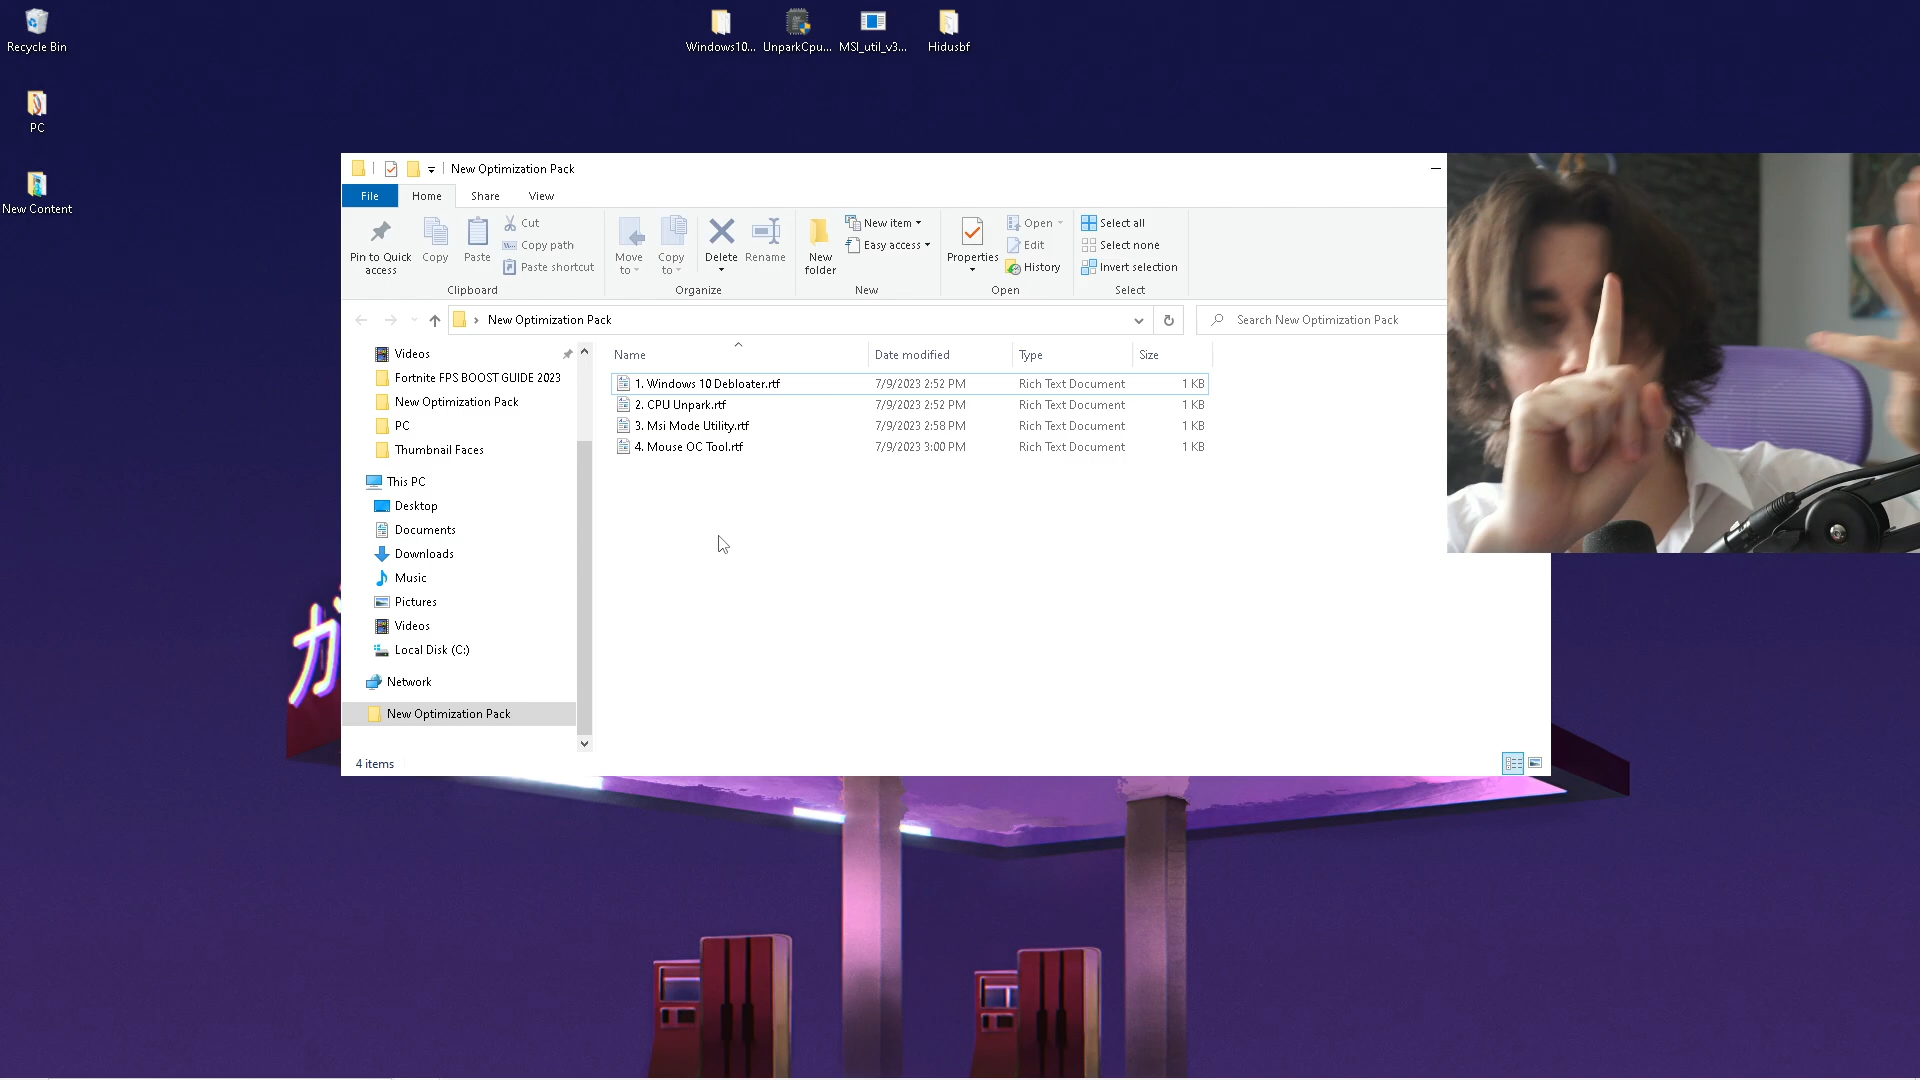 Recycle Bin
PC
New Content
Windows10...
UnparkCpu...
MSI_util_v3...
Hidusbf
New Optimization Pack
File
Home
Share
View
Pin to Quick access
Copy
Paste
Cut
Copy path
Paste shortcut
Clipboard
Move to
Copy to
Delete
Rename
Organize
New folder
New item
Easy access
New
Properties
Open
Edit
History
Open
Select all
Select none
Invert selection
Select
New Optimization Pack
Search New Optimization Pack
Videos
Fortnite FPS BOOST GUIDE 2023
New Optimization Pack
PC
Thumbnail Faces
This PC
Desktop
Documents
Downloads
Music
Pictures
Videos
Local Disk (C:)
Network
New Optimization Pack
Name Date modified Type Size
1. Windows 10 Debloater.rtf 7/9/2023 2:52 PM Rich Text Document 1 KB
2. CPU Unpark.rtf 7/9/2023 2:52 PM Rich Text Document 1 KB
3. Msi Mode Utility.rtf 7/9/2023 2:58 PM Rich Text Document 1 KB
4. Mouse OC Tool.rtf 7/9/2023 3:00 PM Rich Text Document 1 KB
4 items
ガ